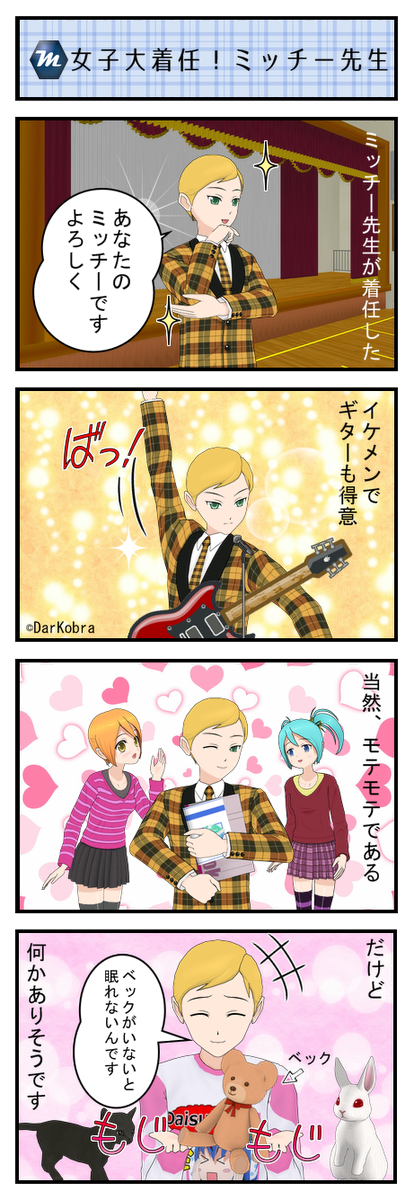 m 女子大着任！ミッチー先生
ミッチー先生が着任した
あなたの
ミッチーです
よろしく
イケメンで
ギターも得意
ばっ！
©DarKobra
当然、モテモテである
だけど
ベックがいないと
眠れないんです
ベック
Daisu
もじ
もじ
何かありそうです